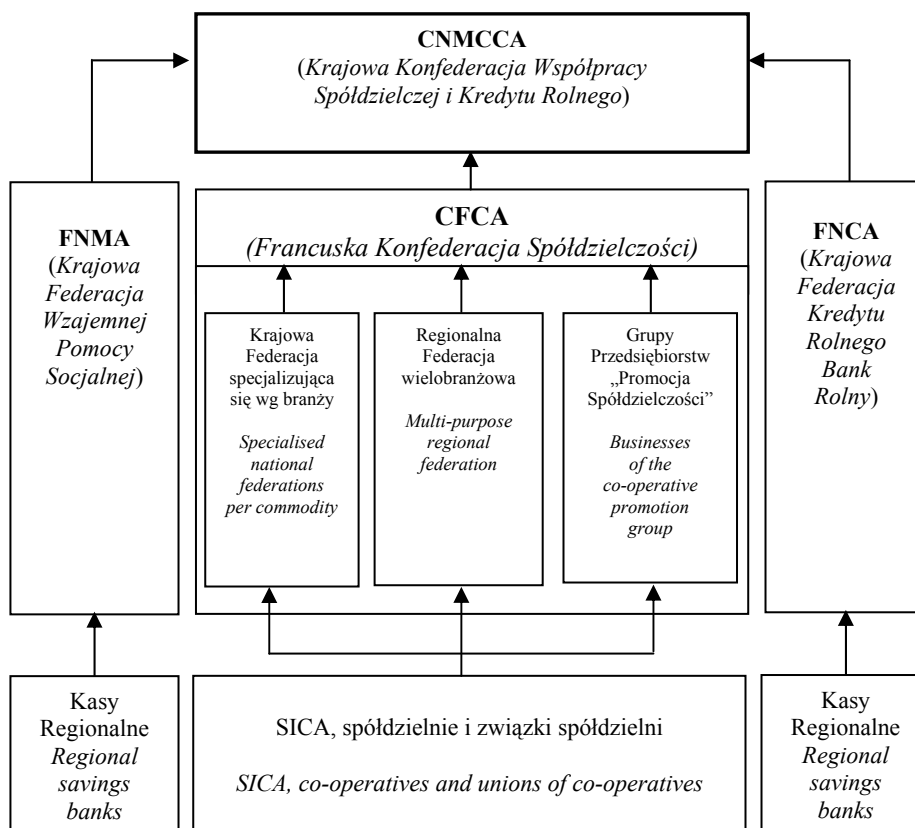 CNMCCA
(Krajowa Konfederacja Współpracy
Spółdzielczej i Kredytu Rolnego)
FNMA
(Krajowa
Federacja
Wzajemnej
Pomocy
Socjalnej)
CFCA
(Francuska Konfederacja Spółdzielczości)
FNCA
(Krajowa
Federacja
Kredytu
Rolnego
Bank
Rolny)
Krajowa
Federacja
specjalizująca
się wg branży
Specialised
national
federations
per commodity
Regionalna
Federacja
wielobranżowa
Multi-purpose
regional
federation
Grupy
Przedsiębiorstw
„Promocja
Spółdzielczości”
Businesses
of the
co-operative
promotion
group
Kasy
Regionalne
Regional
savings
banks
SICA, spółdzielnie i związki spółdzielni
SICA, co-operatives and unions of co-operatives
Kasy
Regionalne
Regional
savings
banks